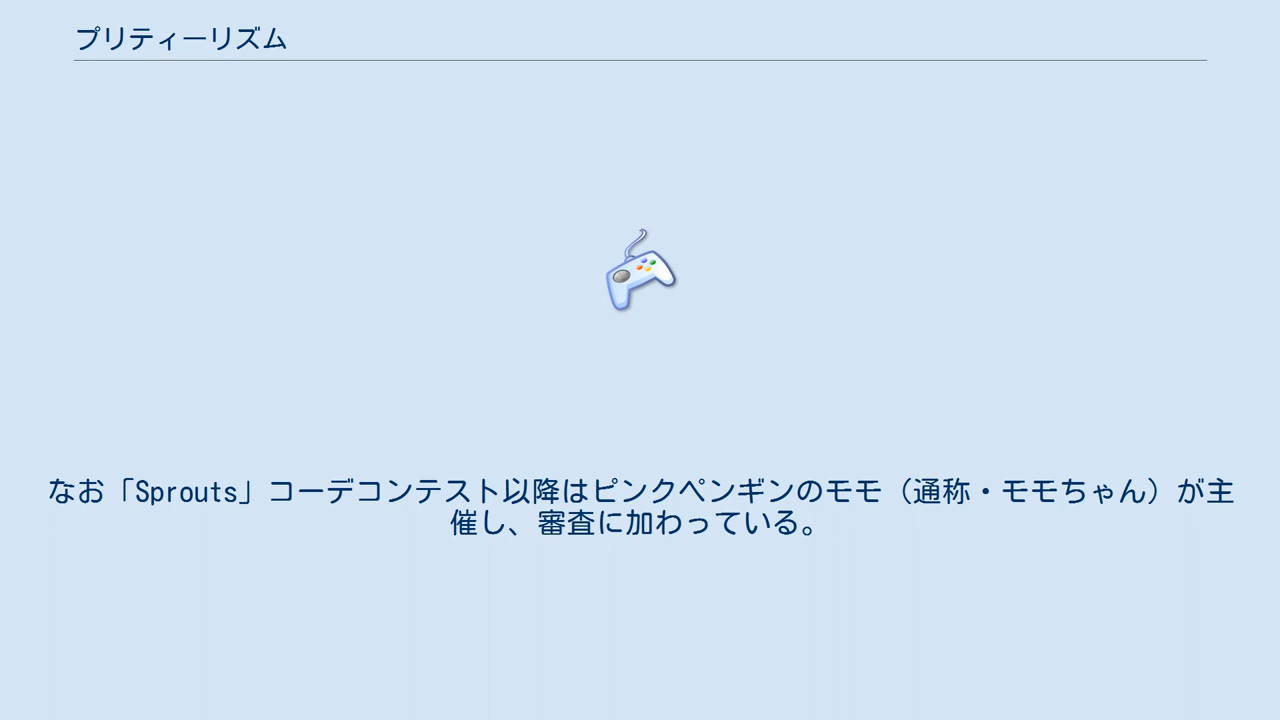 プリティーリズム
なお「Sprouts」コーデコンテスト以降はピンクペンギンのモモ（通称・モモちゃん）が主
催し、審査に加わっている。